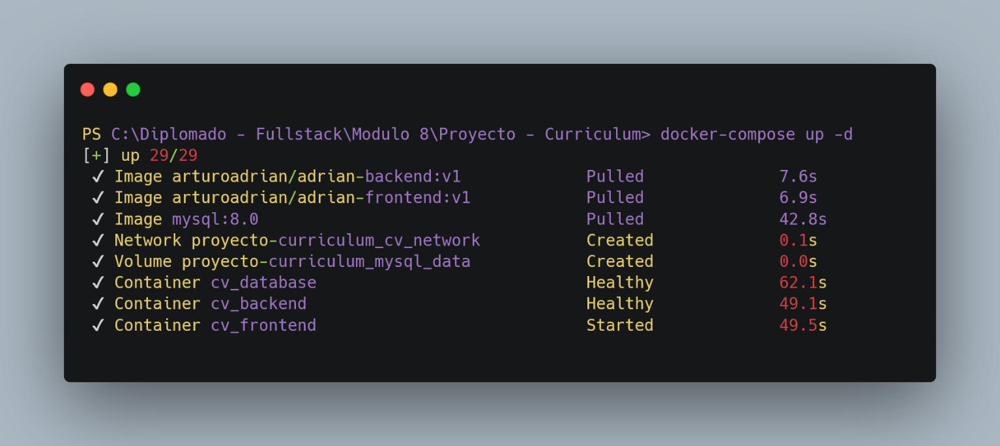 PS C:\Diplomado - Fullstack\Modulo 8\Proyecto - Curriculum> docker-compose up -d
[+] up 29/29
✔ Image arturoadrian/adrian-backend:v1 Pulled 7.6s
✔ Image arturoadrian/adrian-frontend:v1 Pulled 6.9s
✔ Image mysql:8.0 Pulled 42.8s
✔ Network proyecto-curriculum_cv_network Created 0.1s
✔ Volume proyecto-curriculum_mysql_data Created 0.0s
✔ Container cv_database Healthy 62.1s
✔ Container cv_backend Healthy 49.1s
✔ Container cv_frontend Started 49.5s